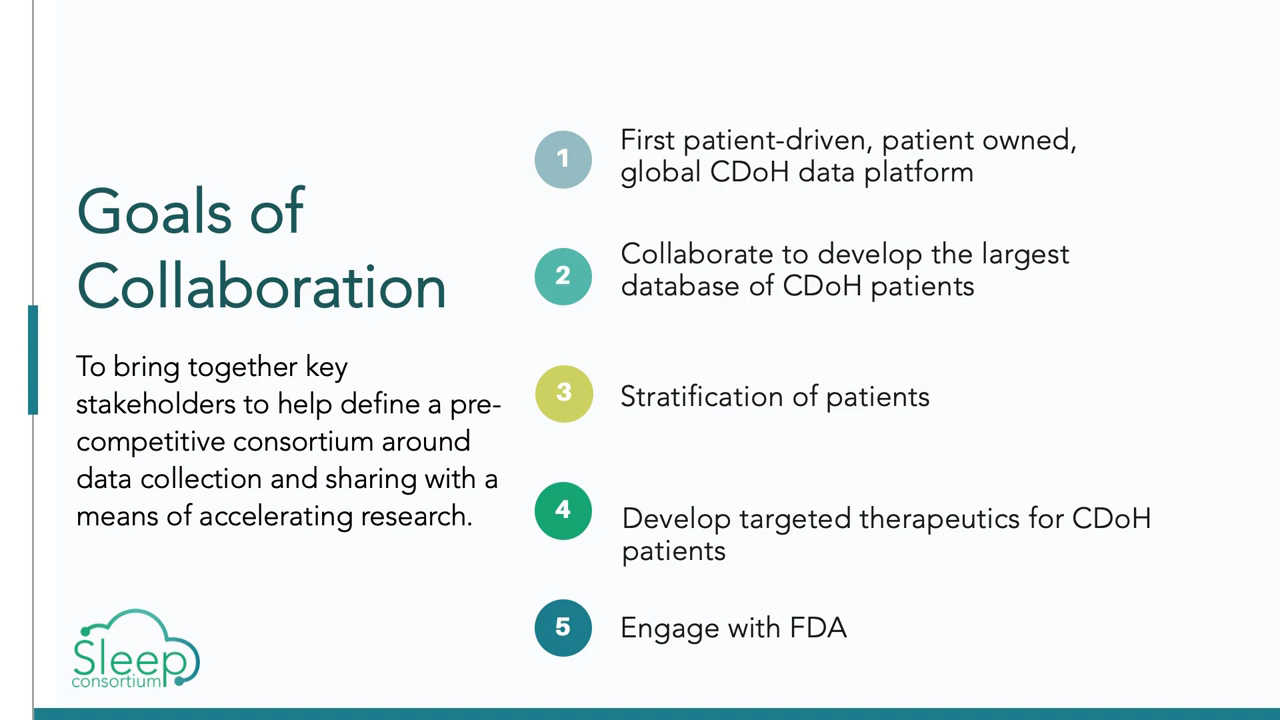 Goals of
Collaboration
To bring together key
stakeholders to help define a pre-
competitive consortium around
data collection and sharing with a
means of accelerating research.
Sleep
consortium
1
First patient-driven, patient owned,
global CDoH data platform
2
Collaborate to develop the largest
database of CDoH patients
3
Stratification of patients
4
Develop targeted therapeutics for CDoH
patients
5
Engage with FDA